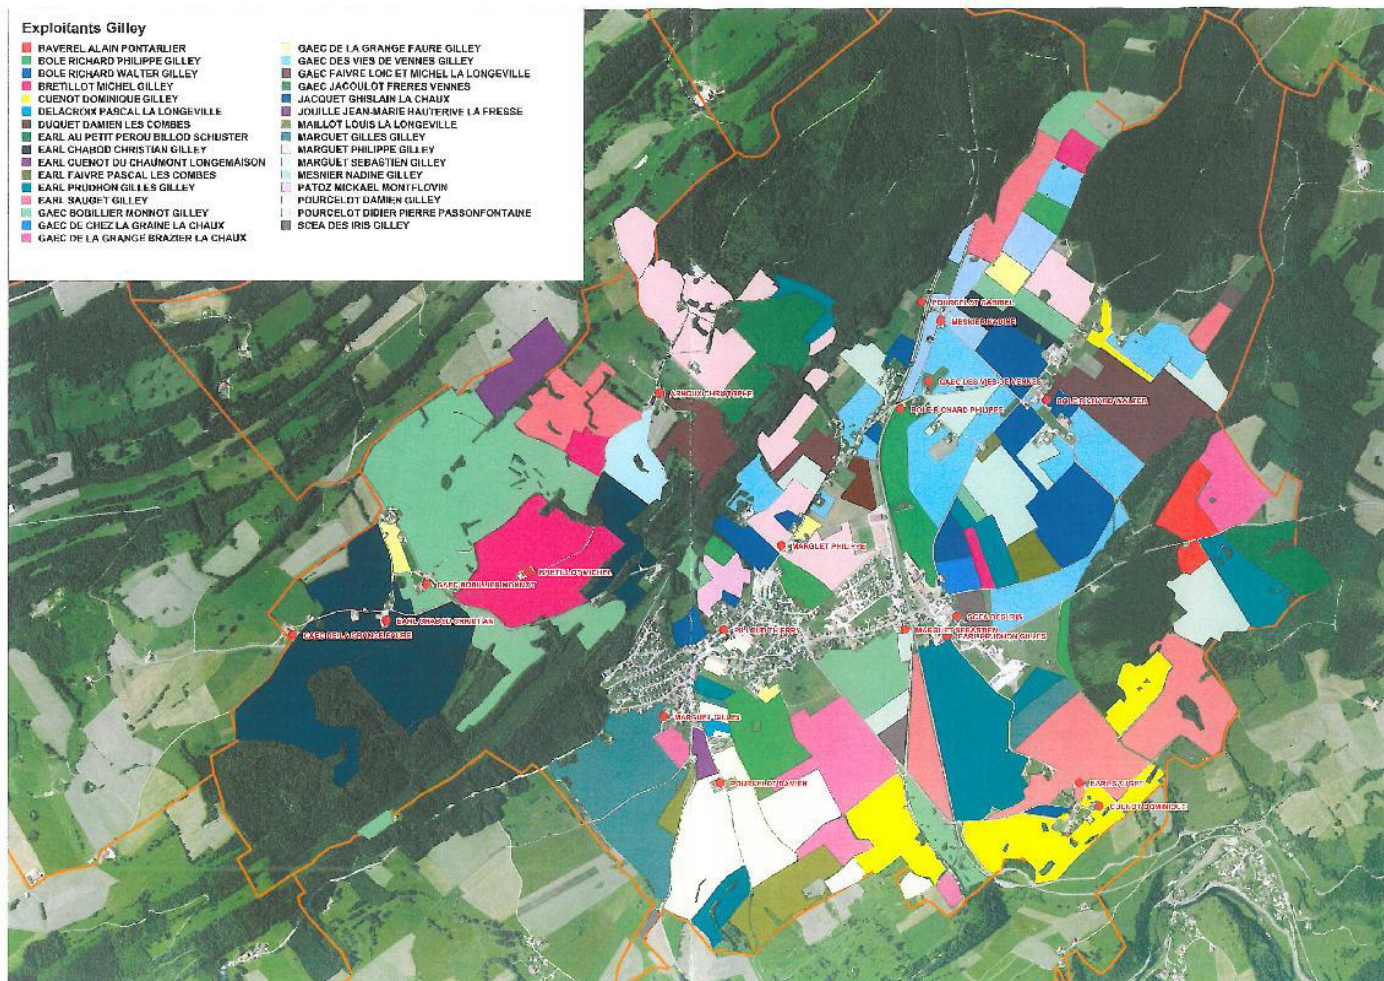 Exploitants Gilley
BAVEREL ALAIN PONTARLIER
BOLE RICHARD PHILIPPE GILLEY
BOLE RICHARD WALTER GILLEY
BRETILLOT MICHEL GILLEY
CUENOT DOMINIQUE GILLEY
DELACROIX PASCAL LA LONGEVILLE
DUQUET DAMIEN LES COMBES
EARL AU PETIT PEROU BILLOD SCHUSTER
EARL CHABOD CHRISTIAN GILLEY
EARL CUENOT DU CHAUMONT LONGEMAISON
EARL FAIVRE PASCAL LES COMBES
EARL PRUDHON GILLES GILLEY
EARL SAUGET GILLEY
GAEC BOBILLIER MONNOT GILLEY
GAEC DE CHEZ LA GRAINE LA CHAUX
GAEC DE LA GRANGE BRAZIER LA CHAUX
GAEC DE LA GRANGE FAURE GILLEY
GAEC DES VIES DE VENNES GILLEY
GAEC FAIVRE LOIC ET MICHEL LA LONGEVILLE
GAEC JACOULOT FRERES VENNES
JACQUET GHISLAIN LA CHAUX
JOUILLE JEAN-MARIE HAUTERIVE LA FRESSE
MAILLOT LOUIS LA LONGEVILLE
MARGUET GILLES GILLEY
MARGUET PHILIPPE GILLEY
MARGUET SEBASTIEN GILLEY
MESNIER NADINE GILLEY
PATOZ MICKAEL MONTFLOVIN
POURCELOT DAMIEN GILLEY
POURCELOT DIDIER PIERRE PASSONFONTAINE
SCEA DES IRIS GILLEY
POURCELOT GABRIEL
MESNIER NADINE
GAEC DES VIES DE VENNES
ARNOUX CHRISTOPHE
BOLE RICHARD WALTER
BOLE RICHARD PHILIPPE
MARGUET PHILIPPE
BRETILLOT MICHEL
GAEC BOBILLIER MONNOT
EARL CHABOD CHRISTIAN
GAEC DE LA GRANGE FAURE
SCEA DES IRIS
PILLOUD THIERRY
MARGUET SEBASTIEN
EARL PRUDHON GILLES
MARGUET GILLES
POURCELOT DAMIEN
EARL SAUGET
CUENOT DOMINIQUE